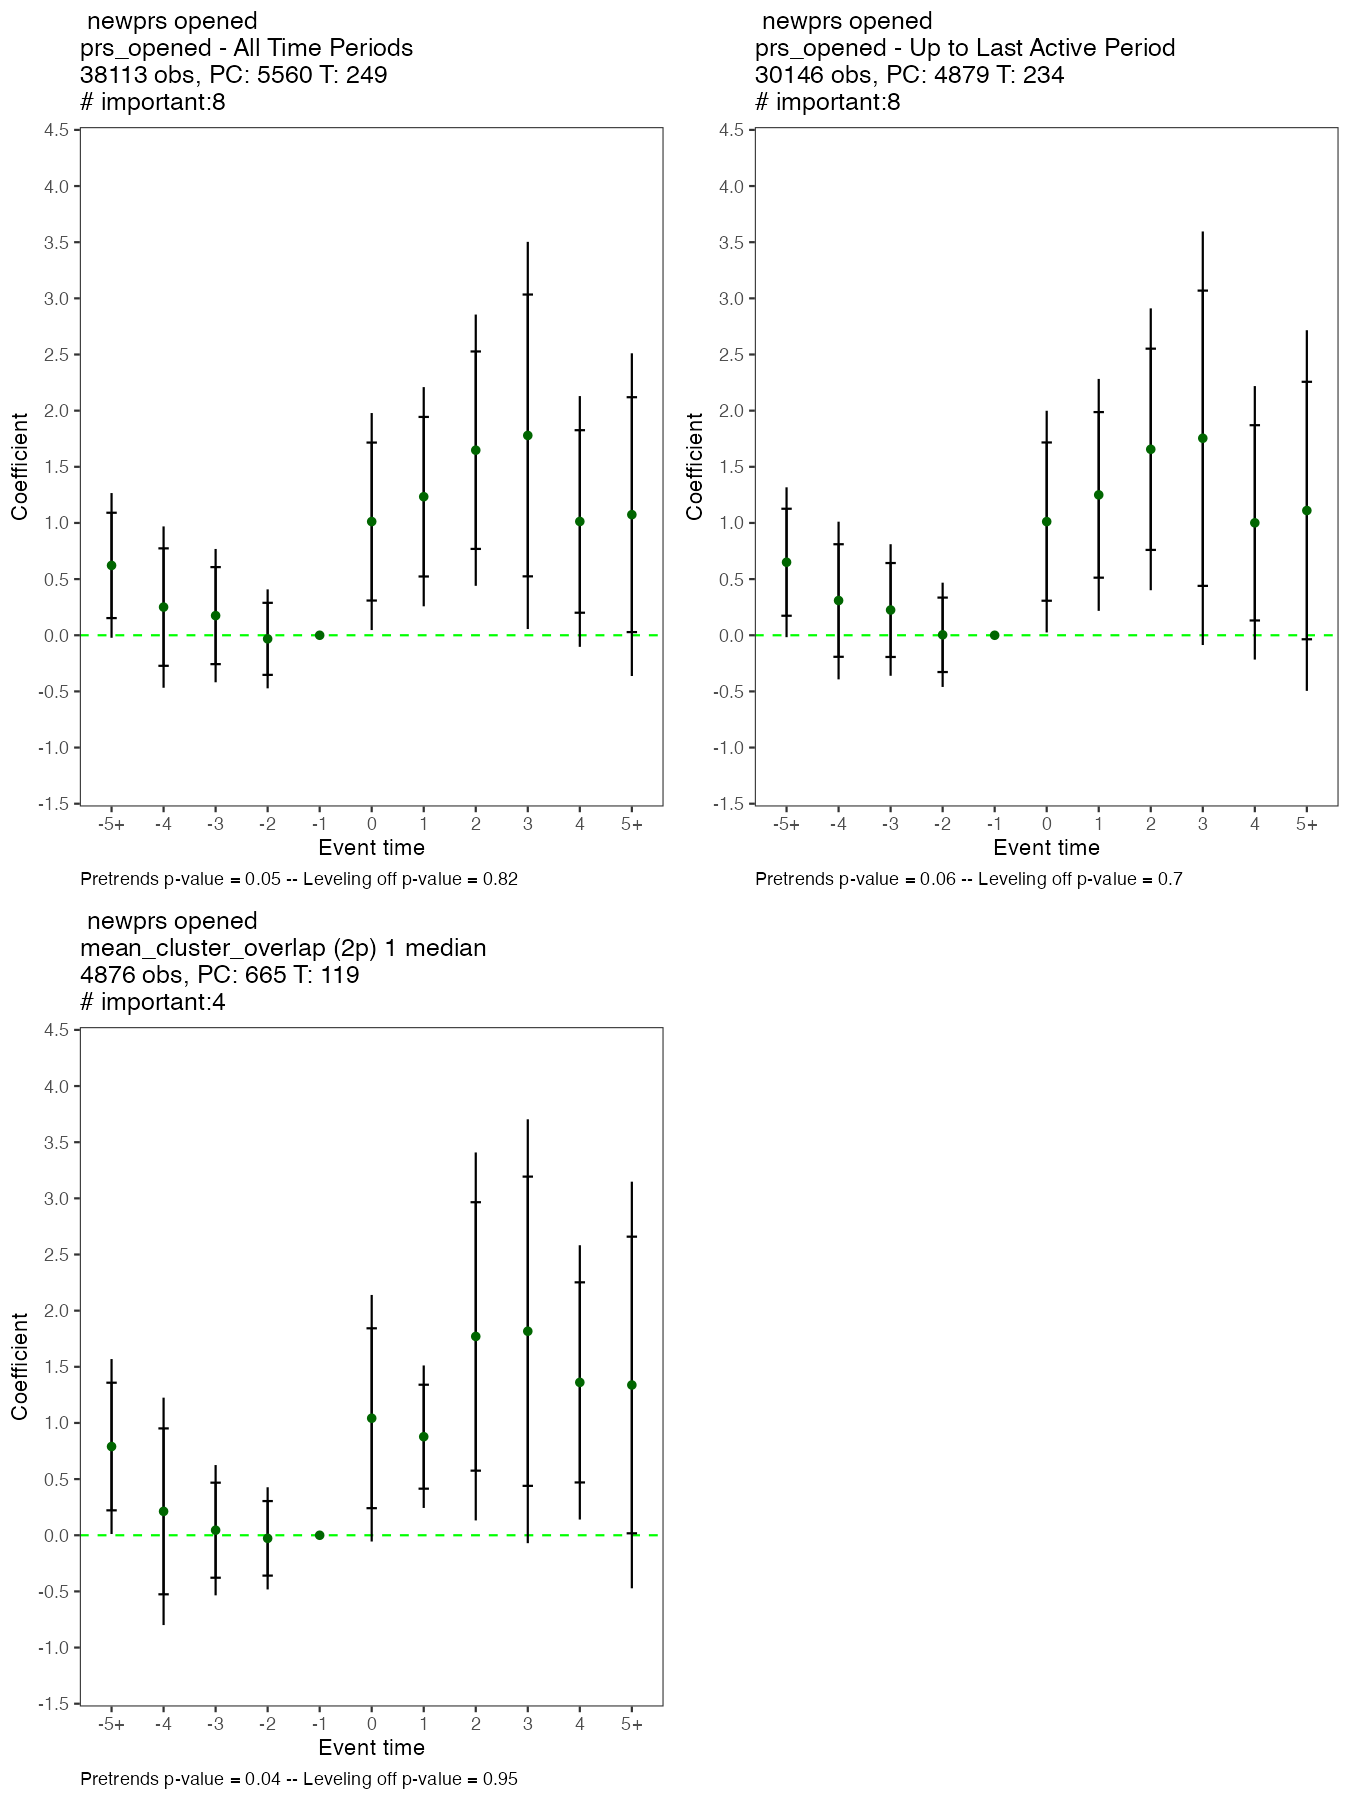 newprs opened
prs_opened - All Time Periods
38113 obs, PC: 5560 T: 249
# important:8
4.5
4.0
3.5
3.0
2.5
2.0
1.5
1.0
0.5
0.0
-0.5
-1.0
-1.5
Coefficient
-5+ -4 -3 -2 -1 0 1 2 3 4 5+
Event time
Pretrends p-value = 0.05 -- Leveling off p-value = 0.82
newprs opened
prs_opened - Up to Last Active Period
30146 obs, PC: 4879 T: 234
# important:8
4.5
4.0
3.5
3.0
2.5
2.0
1.5
1.0
0.5
0.0
-0.5
-1.0
-1.5
Coefficient
-5+ -4 -3 -2 -1 0 1 2 3 4 5+
Event time
Pretrends p-value = 0.06 -- Leveling off p-value = 0.7
newprs opened
mean_cluster_overlap (2p) 1 median
4876 obs, PC: 665 T: 119
# important:4
4.5
4.0
3.5
3.0
2.5
2.0
1.5
1.0
0.5
0.0
-0.5
-1.0
-1.5
Coefficient
-5+ -4 -3 -2 -1 0 1 2 3 4 5+
Event time
Pretrends p-value = 0.04 -- Leveling off p-value = 0.95